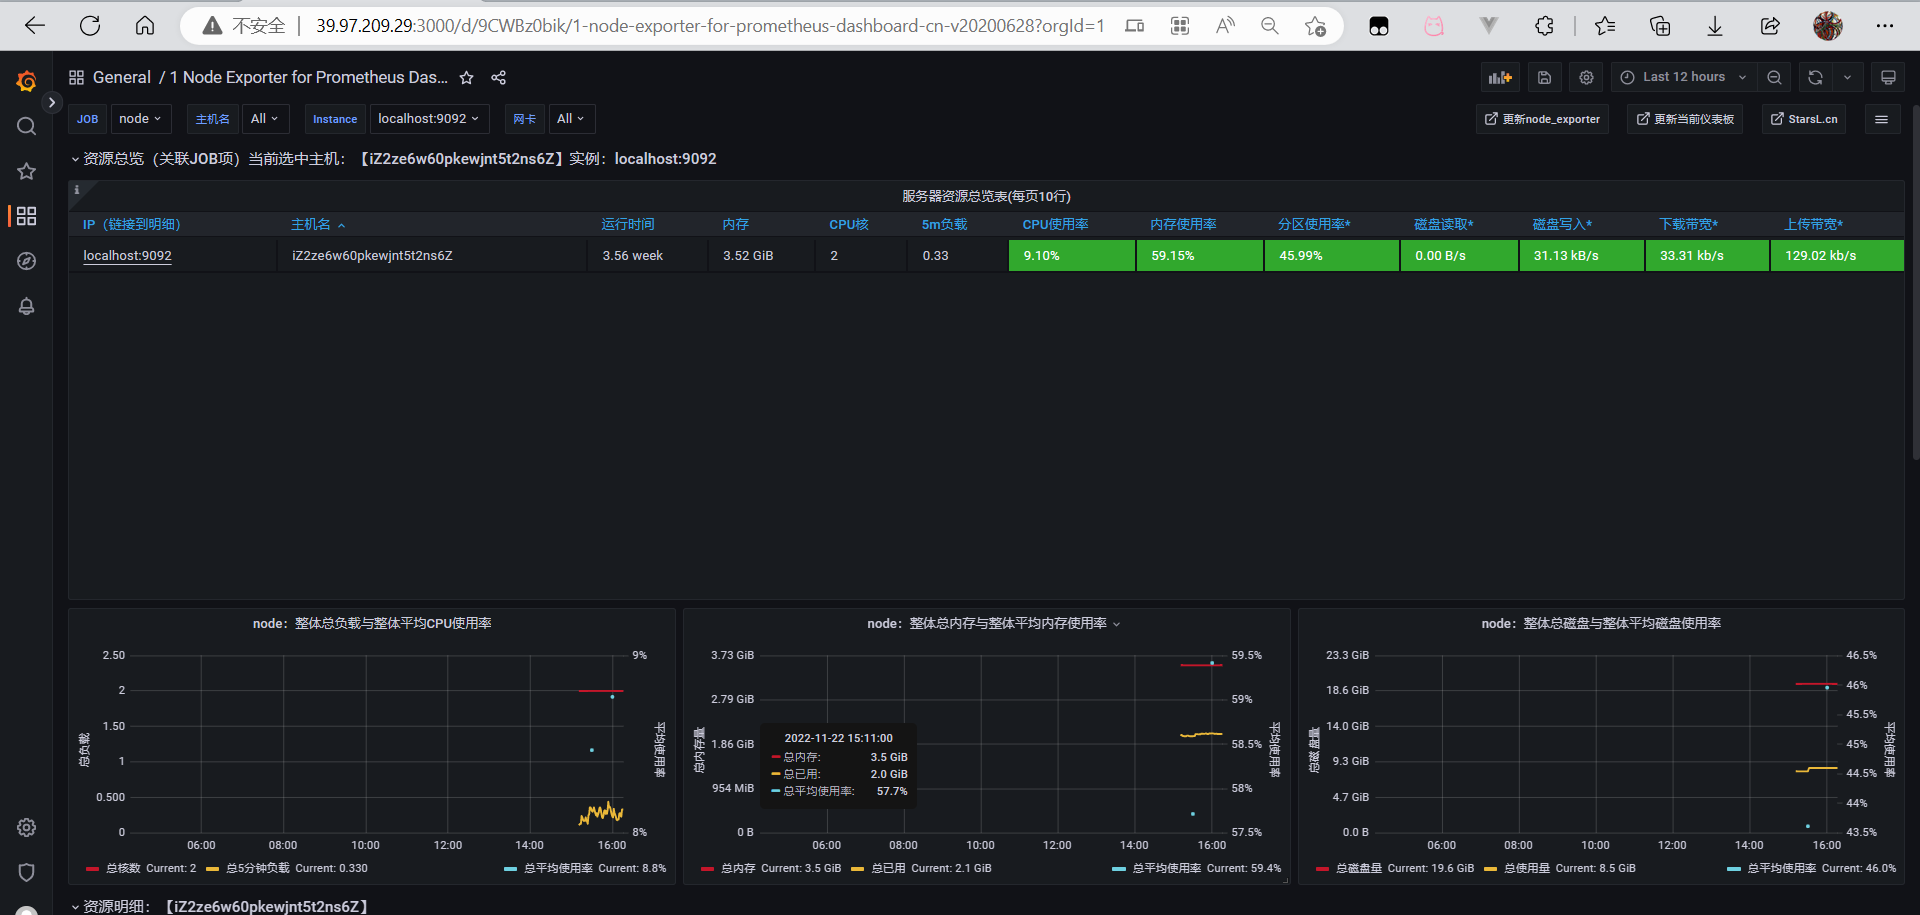 不安全 | 39.97.209.29:3000/d/9CWBz0bik/1-node-exporter-for-prometheus-dashboard-cn-v20200628?orgId=1
General / 1 Node Exporter for Prometheus Das...
Last 12 hours
JOB node 主机名 All Instance localhost:9092 网卡 All
更新node_exporter 更新当前仪表板 StarsL.cn
资源总览（关联JOB项）当前选中主机：【iZ2ze6w60pkewjnt5t2ns6Z】实例：localhost:9092
服务器资源总览表(每页10行)
IP（链接到明细） 主机名 运行时间 内存 CPU核 5m负载 CPU使用率 内存使用率 分区使用率* 磁盘读取* 磁盘写入* 下载带宽* 上传带宽*
localhost:9092 iZ2ze6w60pkewjnt5t2ns6Z 3.56 week 3.52 GiB 2 0.33 9.10% 59.15% 45.99% 0.00 B/s 31.13 kB/s 33.31 kb/s 129.02 kb/s
node：整体总负载与整体平均CPU使用率
2.50
2
1.50
1
0.500
0
9%
8%
总负载
平均使用率
06:00 08:00 10:00 12:00 14:00 16:00
总核数 Current: 2 总5分钟负载 Current: 0.330 总平均使用率 Current: 8.8%
node：整体总内存与整体平均内存使用率
3.73 GiB
2.79 GiB
1.86 GiB
954 MiB
0 B
59.5%
59%
58.5%
58%
57.5%
总内存量
平均使用率
2022-11-22 15:11:00
总内存: 3.5 GiB
总已用: 2.0 GiB
总平均使用率: 57.7%
06:00 08:00 10:00 12:00 14:00 16:00
总内存 Current: 3.5 GiB 总已用 Current: 2.1 GiB 总平均使用率 Current: 59.4%
node：整体总磁盘与整体平均磁盘使用率
23.3 GiB
18.6 GiB
14.0 GiB
9.3 GiB
4.7 GiB
0.0 B
46.5%
46%
45.5%
45%
44.5%
44%
43.5%
总磁盘量
平均使用率
06:00 08:00 10:00 12:00 14:00 16:00
总磁盘量 Current: 19.6 GiB 总使用量 Current: 8.5 GiB 总平均使用率 Current: 46.0%
资源明细：【iZ2ze6w60pkewjnt5t2ns6Z】